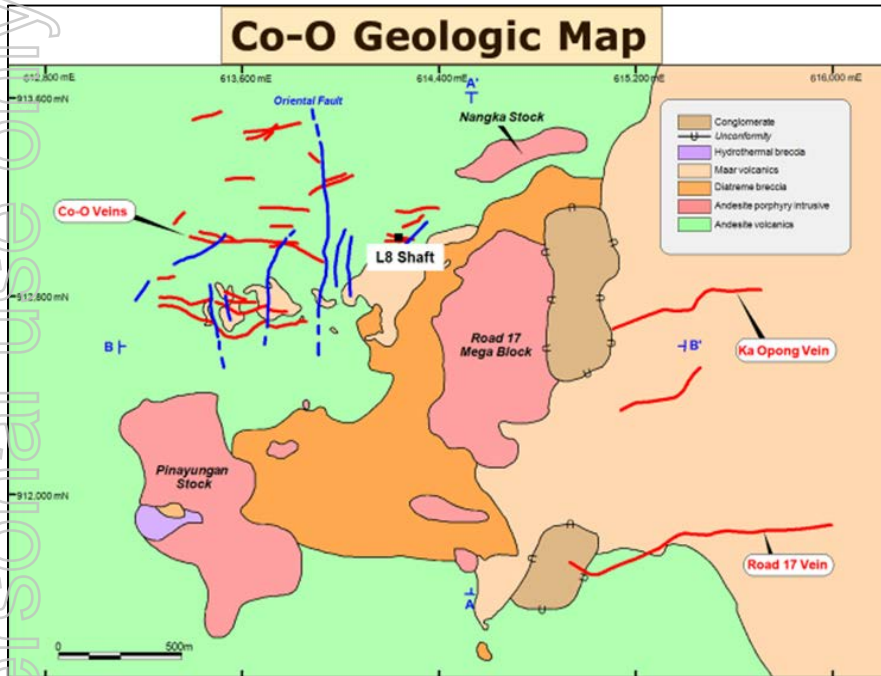 Co-O Geologic Map
612,800 mE
613,600 mE
614,400 mE
615,200 mE
616,000 mE
913,600 mN
Oriental Fault
A'
Nangka Stock
Conglomerate
U Unconformity
Hydrothermal breccia
Maar volcanics
Diatreme breccia
Andesite porphyry intrusive
Andesite volcanics
Co-O Veins
L8 Shaft
912,800 mN
B
Road 17
Mega Block
B'
Ka Opong Vein
Pinayungan
Stock
912,000 mN
Road 17 Vein
A
0 500m
ersonal use only